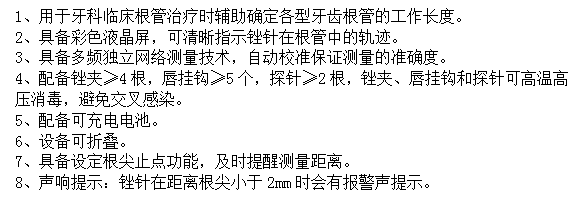 1、用于牙科临床根管治疗时辅助确定各型牙齿根管的工作长度。
2、具备彩色液晶屏，可清晰指示锉针在根管中的轨迹。
3、具备多频独立网络测量技术，自动校准保证测量的准确度。
4、配备锉夹≥4根，唇挂钩≥5个，探针≥2根，锉夹、唇挂钩和探针可高温高
压消毒，避免交叉感染。
5、配备可充电电池。
6、设备可折叠。
7、具备设定根尖止点功能，及时提醒测量距离。
8、声响提示：锉针在距离根尖小于2mm时会有报警声提示。